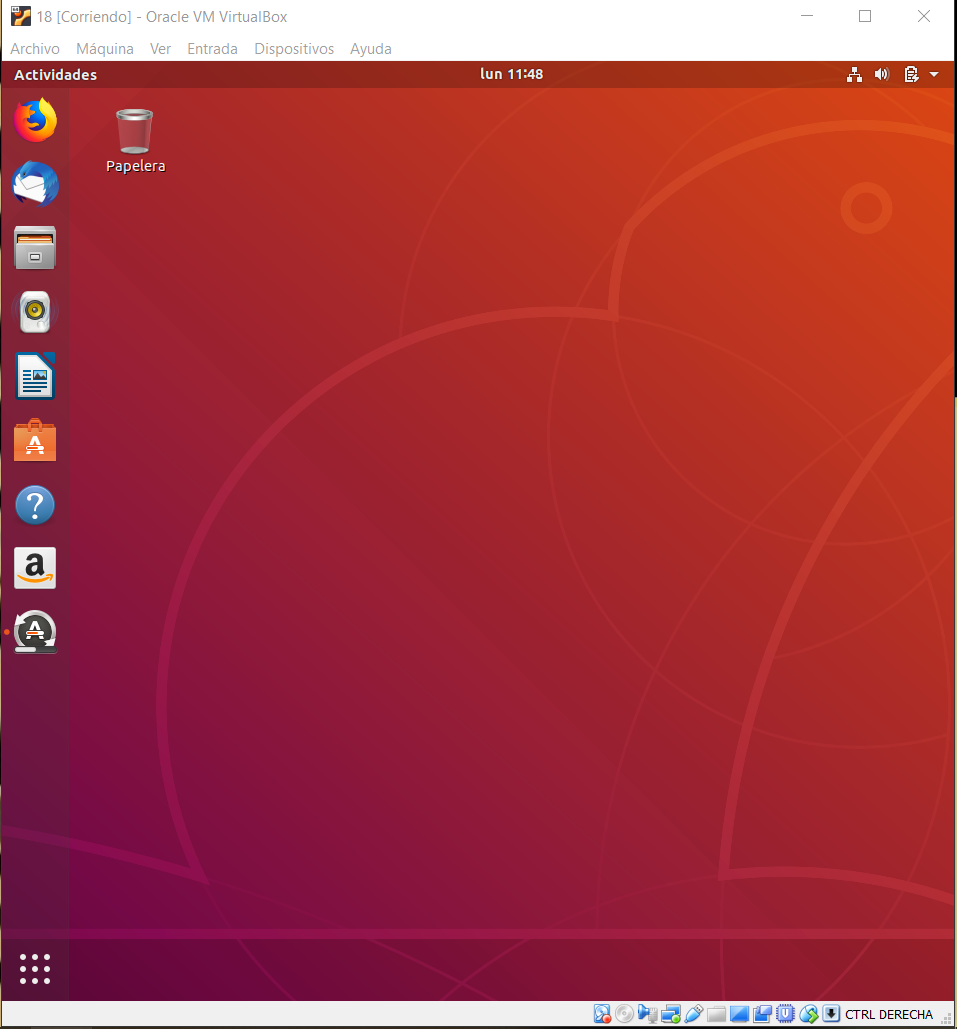 18 [Corriendo] - Oracle VM VirtualBox
Archivo Máquina Ver Entrada Dispositivos Ayuda
Actividades lun 11:48
Papelera
CTRL DERECHA